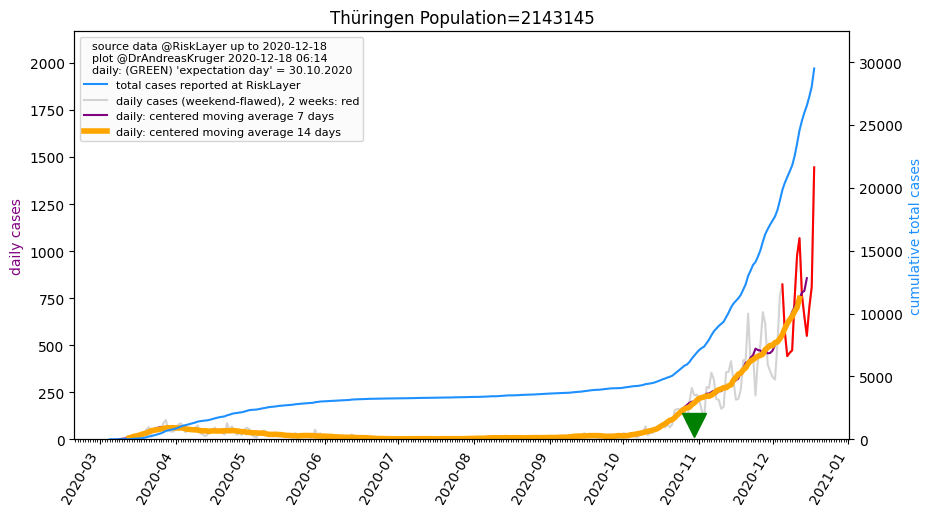 Thüringen Population=2143145
source data @RiskLayer up to 2020-12-18
plot @DrAndreasKruger 2020-12-18 06:14
daily: (GREEN) 'expectation day' = 30.10.2020
total cases reported at RiskLayer
daily cases (weekend-flawed), 2 weeks: red
daily: centered moving average 7 days
daily: centered moving average 14 days
daily cases
2000
1750
1500
1250
1000
750
500
250
0
30000
25000
20000
15000
10000
5000
0
cumulative total cases
2020-03
2020-04
2020-05
2020-06
2020-07
2020-08
2020-09
2020-10
2020-11
2020-12
2021-01